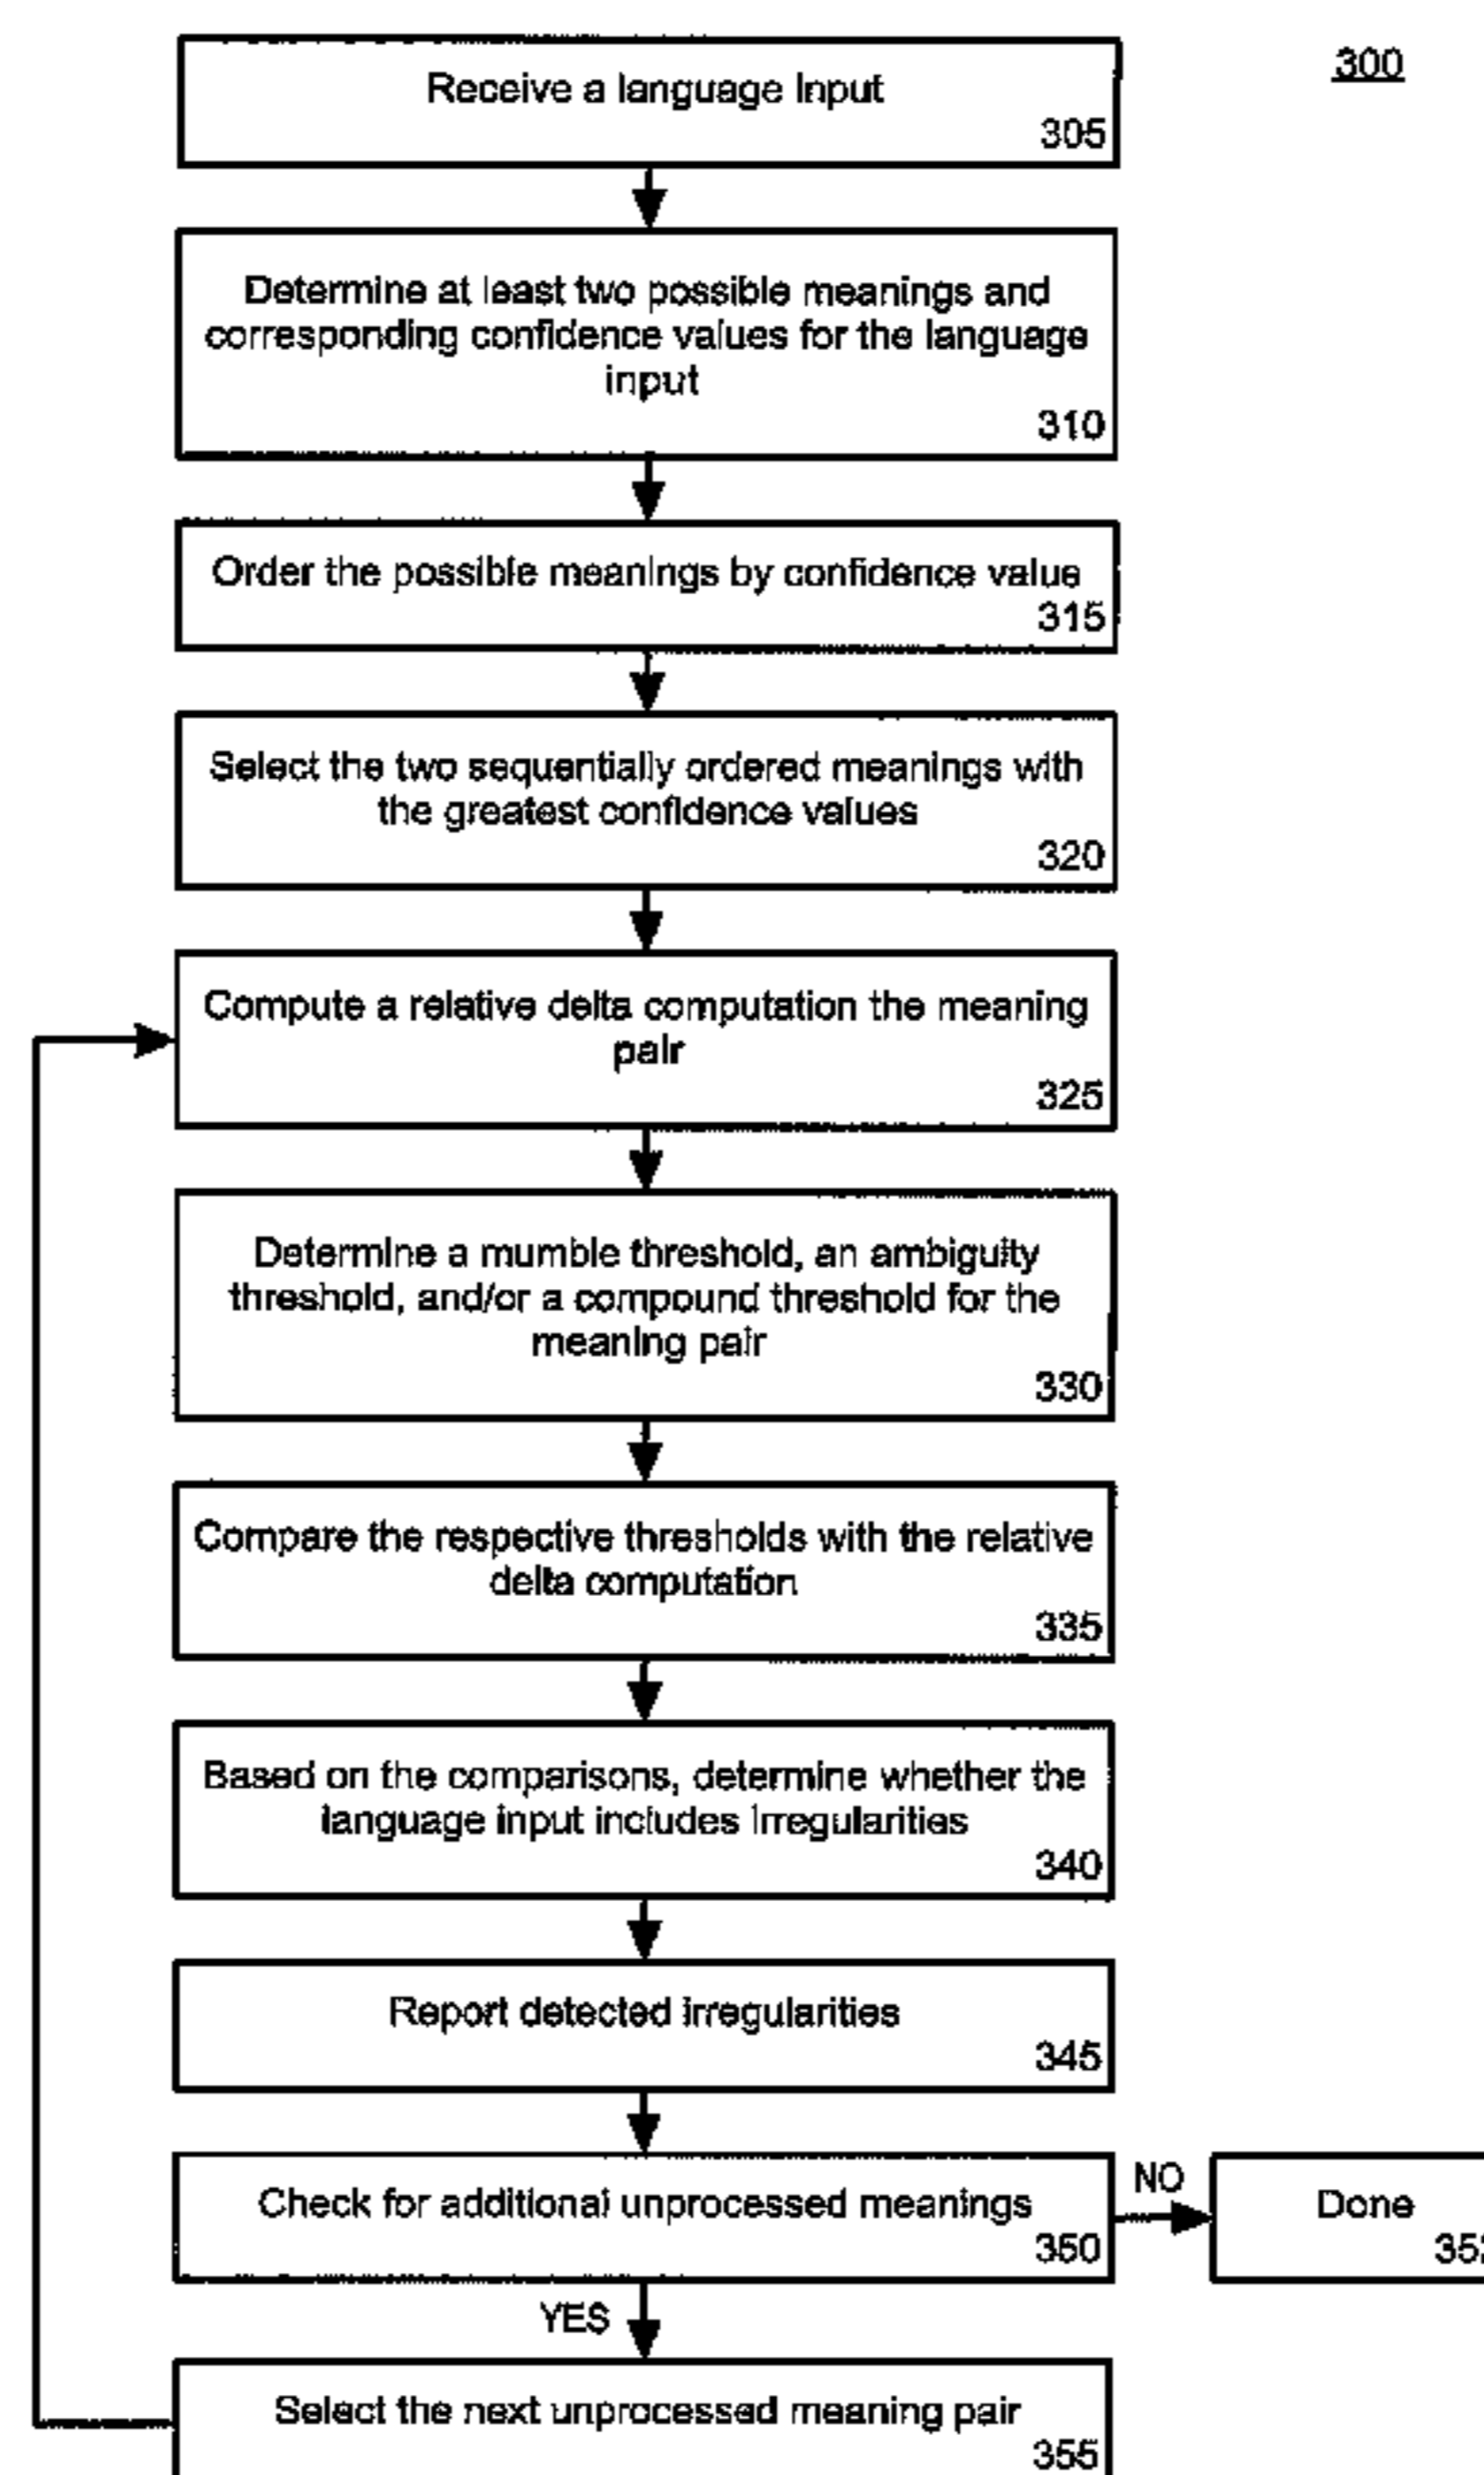 300
Receive a language Input
305
Determine at least two possible meanings and
corresponding confidence values for the language
input
310
Order the possible meanings by confidence value
315
Select the two sequentially ordered meanings with
the greatest confidence values
320
Compute a relative delta computation the meaning
pair
325
Determine a mumble threshold, an ambiguity
threshold, and/or a compound threshold for the
meaning pair
330
Compare the respective thresholds with the relative
delta computation
335
Based on the comparisons, determine whether the
language input includes irregularities
340
Report detected irregularities
345
Check for additional unprocessed meanings
350
NO
Done
YES
Select the next unprocessed meaning pair
355